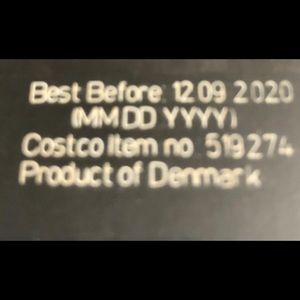 Best Before: 12 09 2020
(MM DD YYYY)
Costco Item no. 519274
Product of Denmark